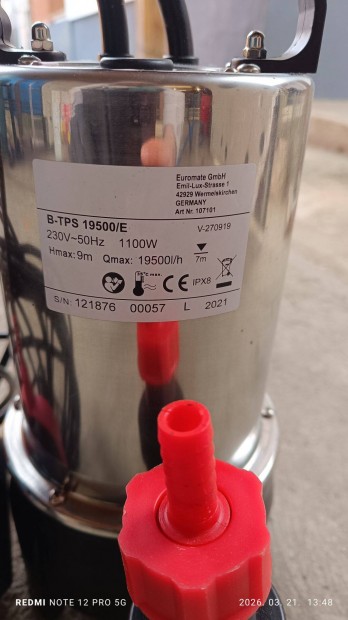 Euromate GmbH
Emil-Lux-Strasse 1
42929 Wermelskirchen
GERMANY
Art Nr. 107101
B-TPS 19500/E
V-270919
230V~50Hz 1100W
Hmax: 9m Qmax: 19500l/h
7m
CE IPX8
S/N: 121876 00057 L 2021
REDMI NOTE 12 PRO 5G
2026. 03. 21. 13:48